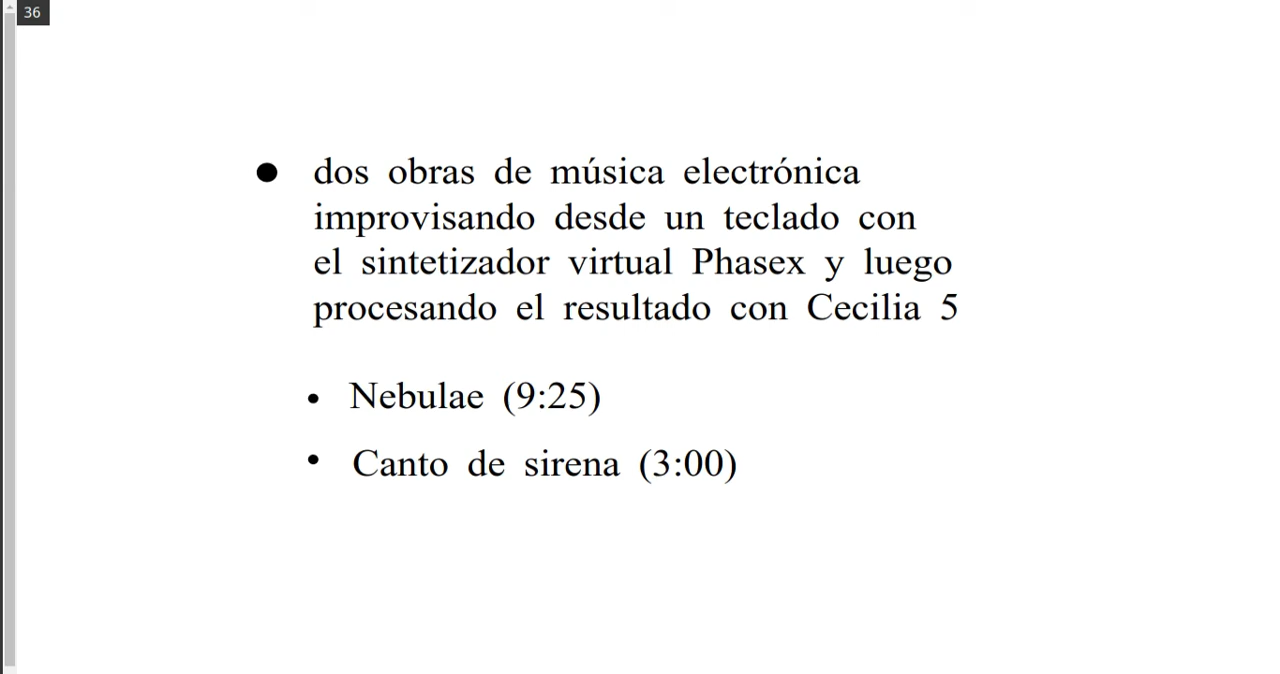 36
● dos obras de música electrónica
improvisando desde un teclado con
el sintetizador virtual Phasex y luego
procesando el resultado con Cecilia 5
• Nebulae (9:25)
• Canto de sirena (3:00)